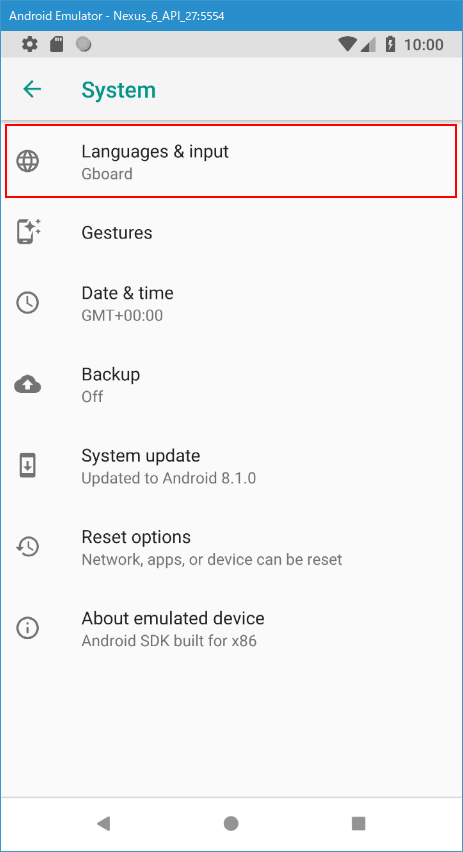 Android Emulator - Nexus_6_API_27:5554
10:00
System
Languages & input
Gboard
Gestures
Date & time
GMT+00:00
Backup
Off
System update
Updated to Android 8.1.0
Reset options
Network, apps, or device can be reset
About emulated device
Android SDK built for x86